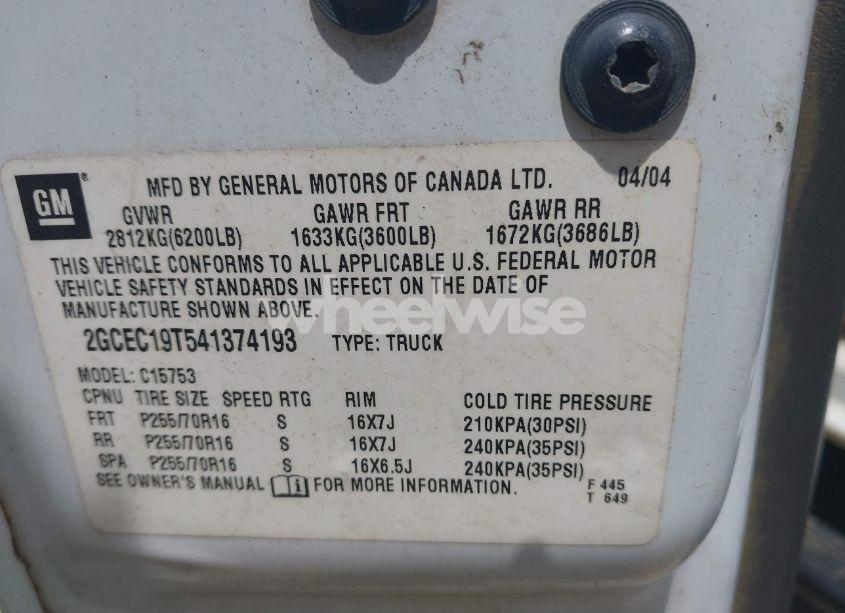 GM ®
MFD BY GENERAL MOTORS OF CANADA LTD. 04/04
GVWR GAWR FRT GAWR RR
2812KG(6200LB) 1633KG(3600LB) 1672KG(3686LB)
THIS VEHICLE CONFORMS TO ALL APPLICABLE U.S. FEDERAL MOTOR
VEHICLE SAFETY STANDARDS IN EFFECT ON THE DATE OF
MANUFACTURE SHOWN ABOVE.
wheelwise
2GCEC19T541374193 TYPE: TRUCK
MODEL: C15753
CPNU TIRE SIZE SPEED RTG RIM COLD TIRE PRESSURE
FRT P255/70R16 S 16X7J 210KPA(30PSI)
RR P255/70R16 S 16X7J 240KPA(35PSI)
SPA P255/70R16 S 16X6.5J 240KPA(35PSI)
SEE OWNER'S MANUAL i FOR MORE INFORMATION.
F 445
T 649